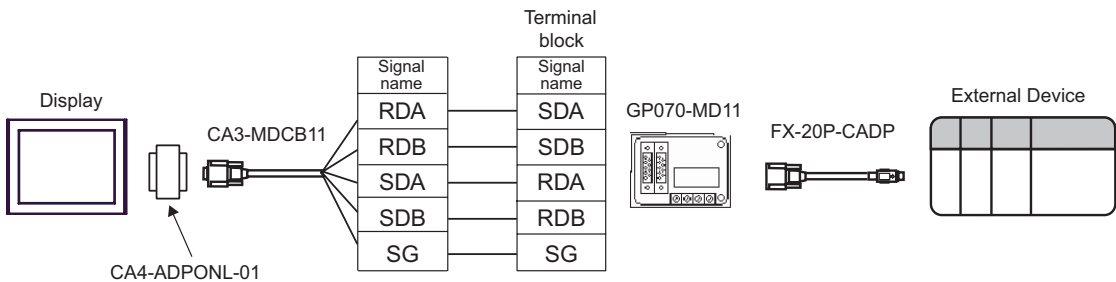 Display
CA4-ADPONL-01
CA3-MDCB11
Signal
name
RDA
RDB
SDA
SDB
SG
Terminal
block
Signal
name
SDA
SDB
RDA
RDB
SG
GP070-MD11
FX-20P-CADP
External Device